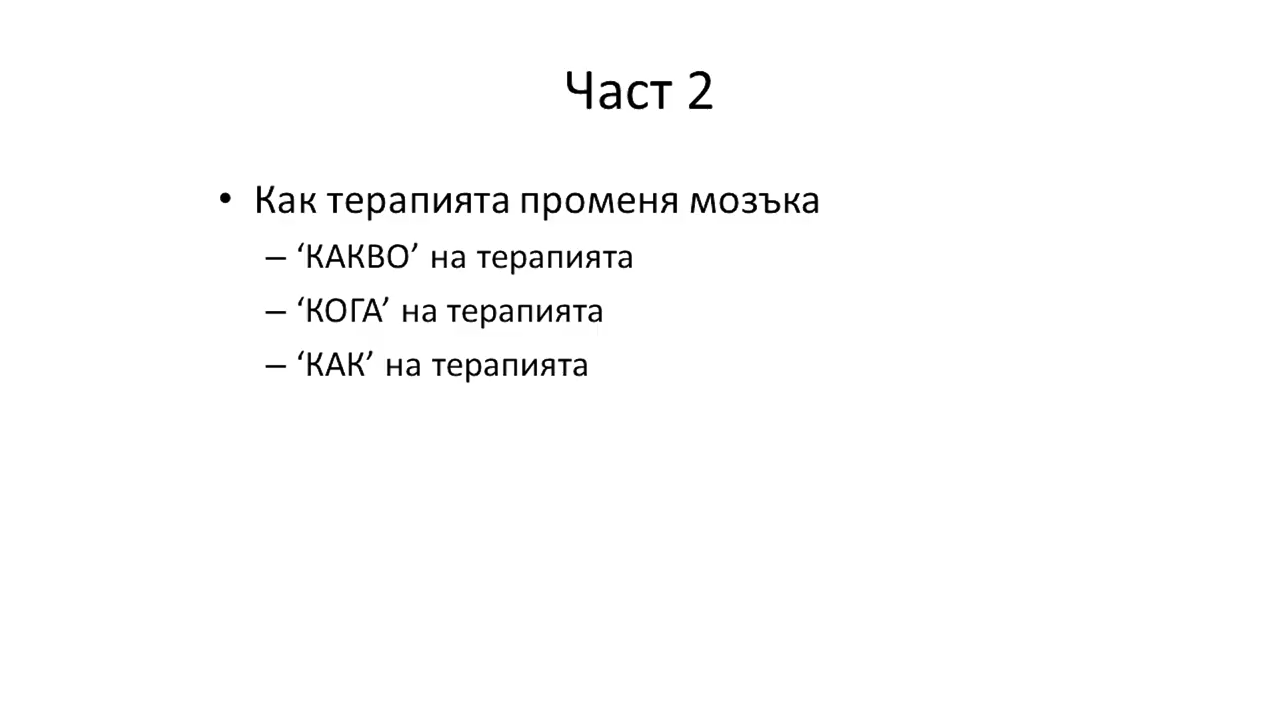 Част 2
• Как терапията променя мозъка
– ‘КАКВО’ на терапията
– ‘КОГА’ на терапията
– ‘КАК’ на терапията